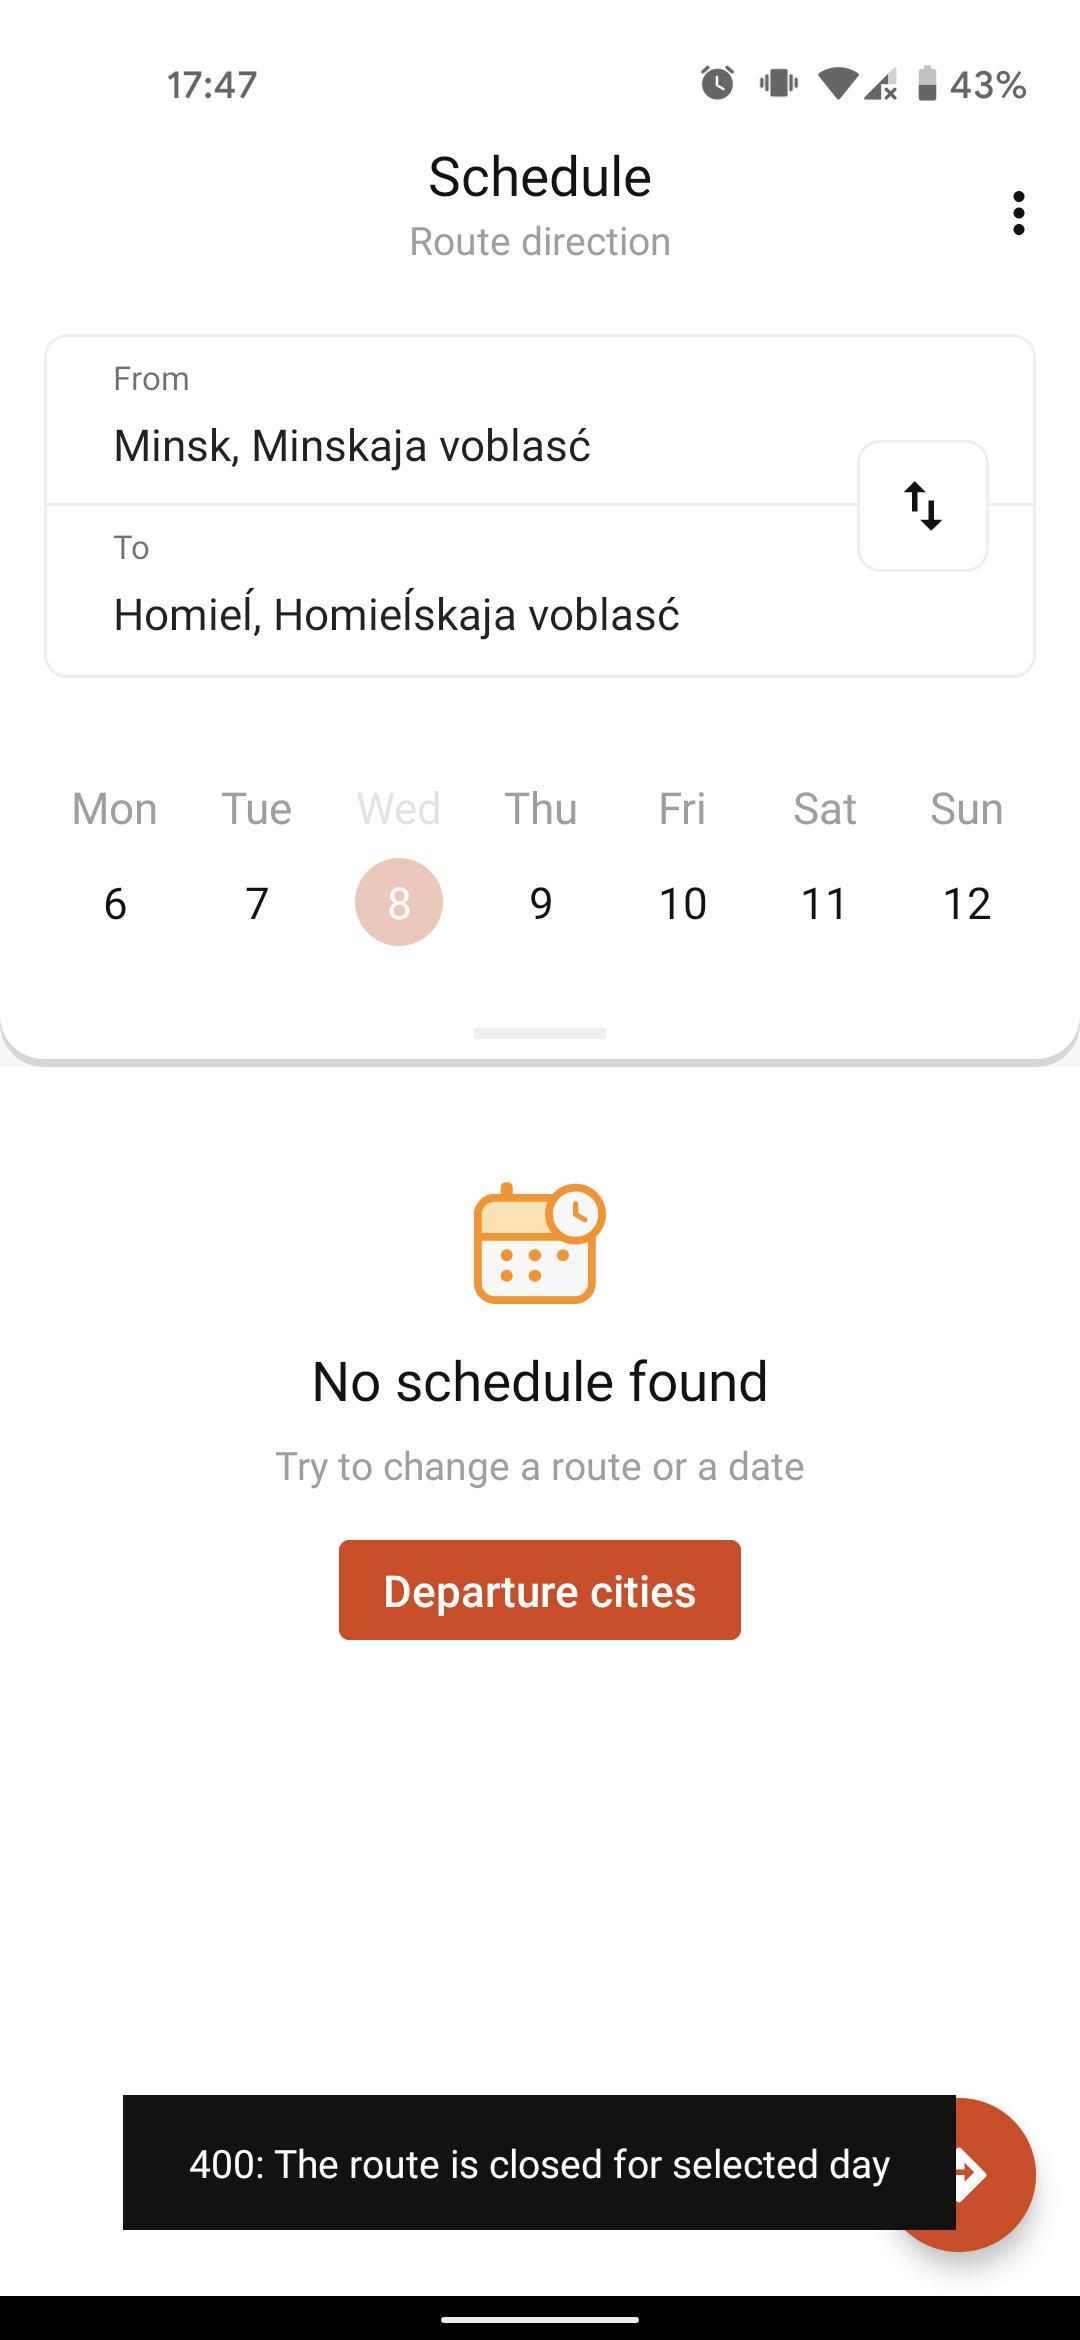 17:47
43%
Schedule
Route direction
From
Minsk, Minskaja voblasć
To
Homieĺ, Homieĺskaja voblasć
Mon Tue Wed Thu Fri Sat Sun
6 7 8 9 10 11 12
No schedule found
Try to change a route or a date
Departure cities
400: The route is closed for selected day